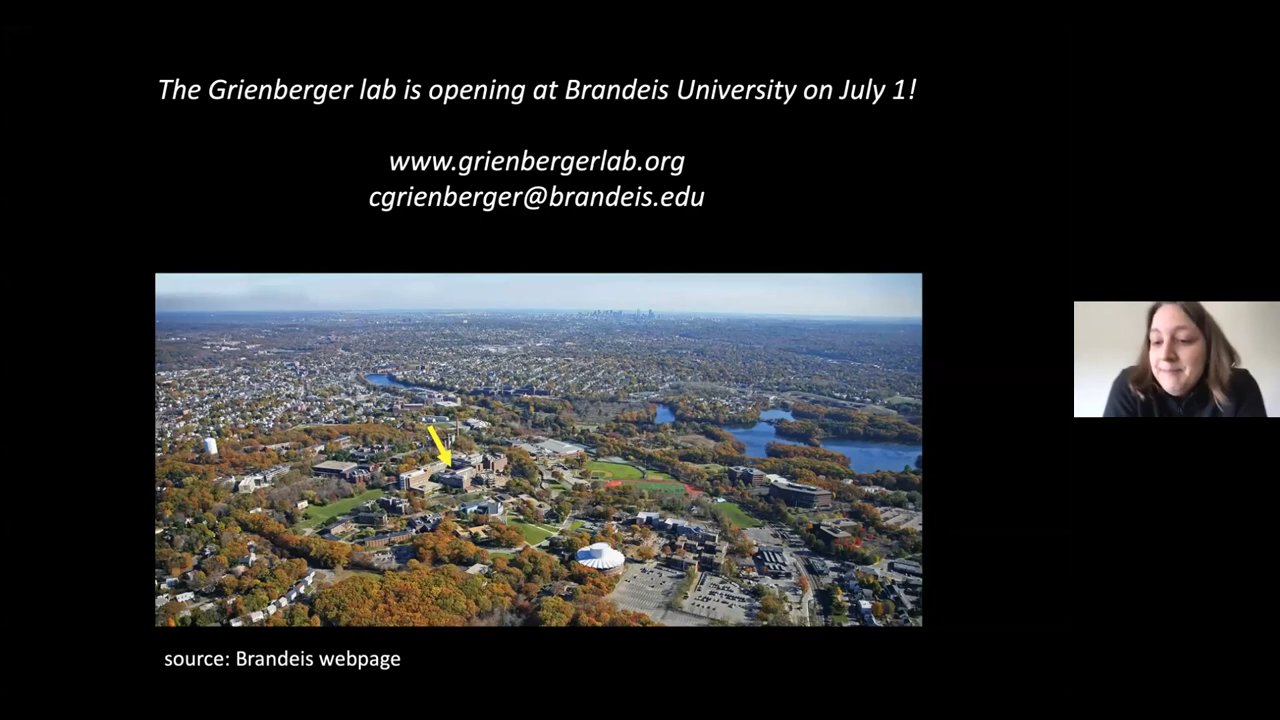 The Grienberger lab is opening at Brandeis University on July 1!
www.grienbergerlab.org
cgrienberger@brandeis.edu
source: Brandeis webpage